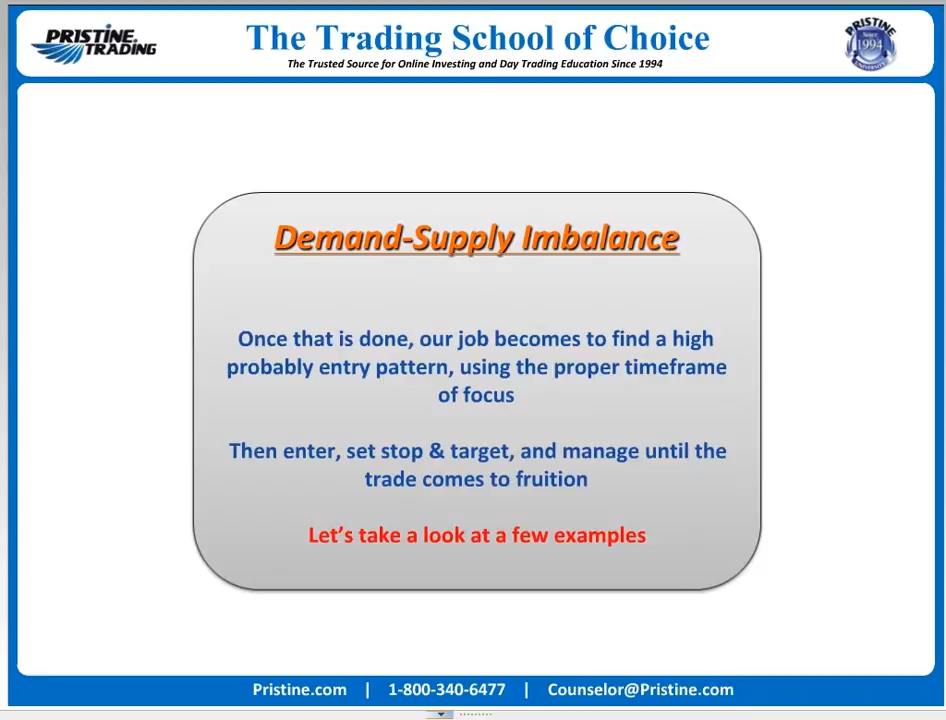 PRISTINE
TRADING
The Trading School of Choice
The Trusted Source for Online Investing and Day Trading Education Since 1994
PRISTINE
Since
1994
UNIVERSITY
Demand-Supply Imbalance
Once that is done, our job becomes to find a high
probably entry pattern, using the proper timeframe
of focus
Then enter, set stop & target, and manage until the
trade comes to fruition
Let’s take a look at a few examples
Pristine.com | 1-800-340-6477 | Counselor@Pristine.com